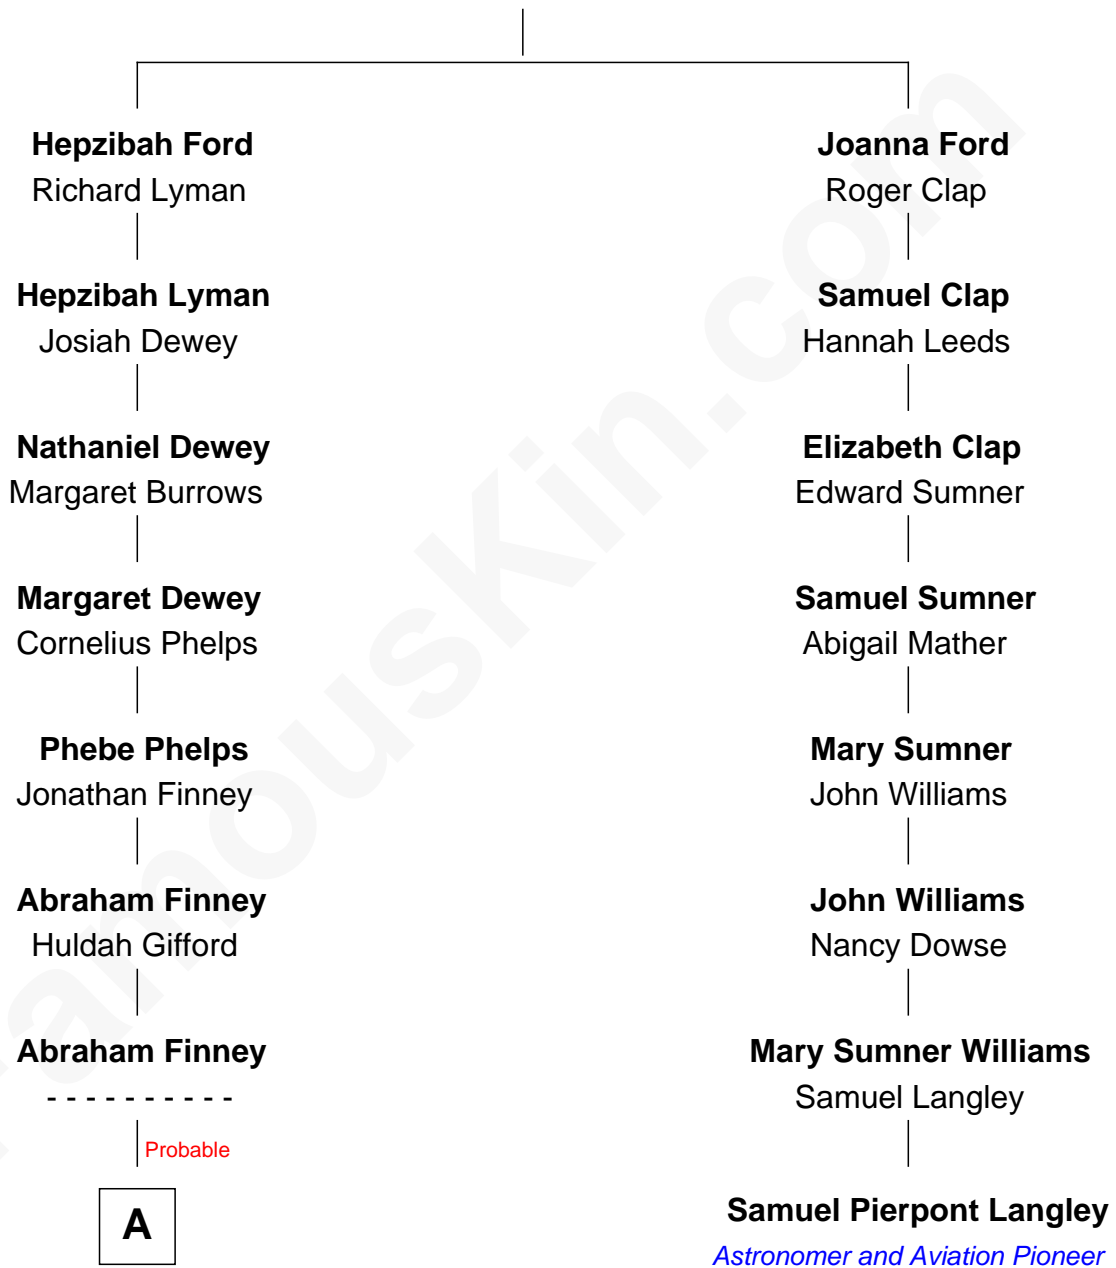 Hepzibah Ford
Richard Lyman
Hepzibah Lyman
Josiah Dewey
Nathaniel Dewey
Margaret Burrows
Margaret Dewey
Cornelius Phelps
Phebe Phelps
Jonathan Finney
Abraham Finney
Huldah Gifford
Abraham Finney
- - - - - - - - - -
Probable
A
Joanna Ford
Roger Clap
Samuel Clap
Hannah Leeds
Elizabeth Clap
Edward Sumner
Samuel Sumner
Abigail Mather
Mary Sumner
John Williams
John Williams
Nancy Dowse
Mary Sumner Williams
Samuel Langley
Samuel Pierpont Langley
Astronomer and Aviation Pioneer
FamousKin.com